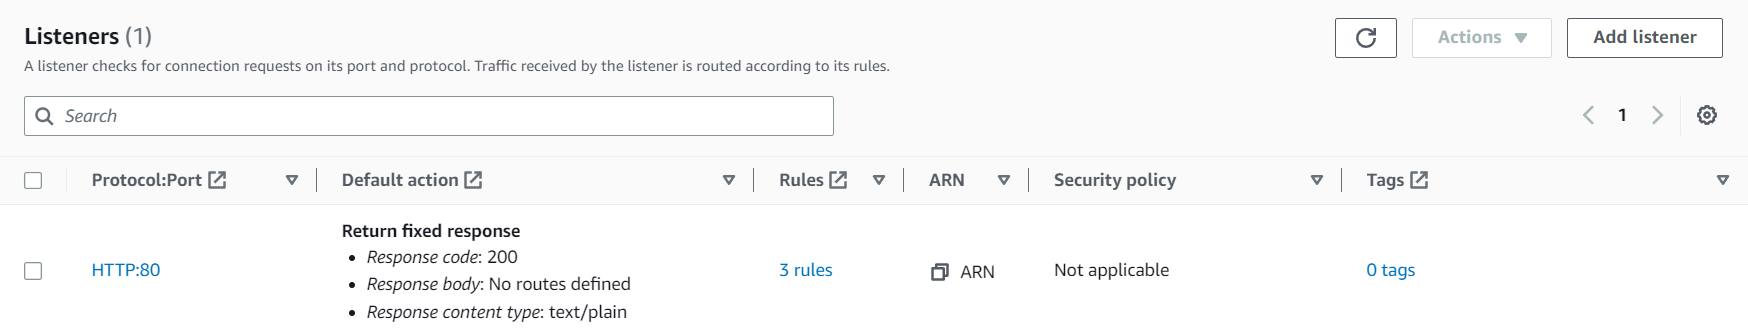 Listeners (1)
Actions
Add listener
A listener checks for connection requests on its port and protocol. Traffic received by the listener is routed according to its rules.
Search
1
Protocol:Port
Default action
Rules
ARN
Security policy
Tags
HTTP:80
Return fixed response
• Response code: 200
• Response body: No routes defined
• Response content type: text/plain
3 rules
ARN
Not applicable
0 tags